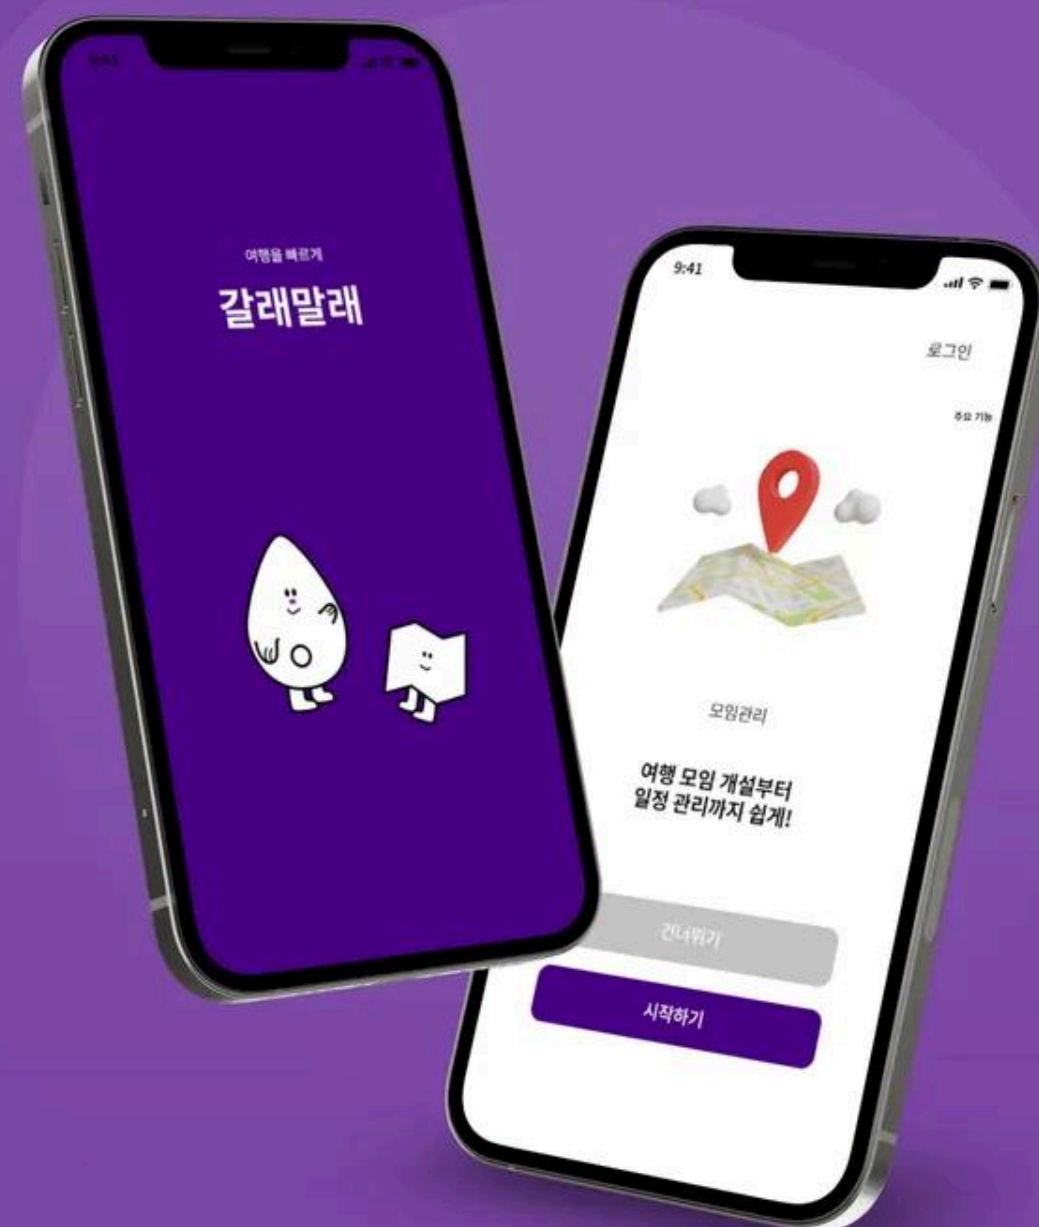 9:41
여행을 빠르게
갈래말래
9:41
로그인
주요 기능
모임관리
여행 모임 개설부터
일정 관리까지 쉽게!
건너뛰기
시작하기